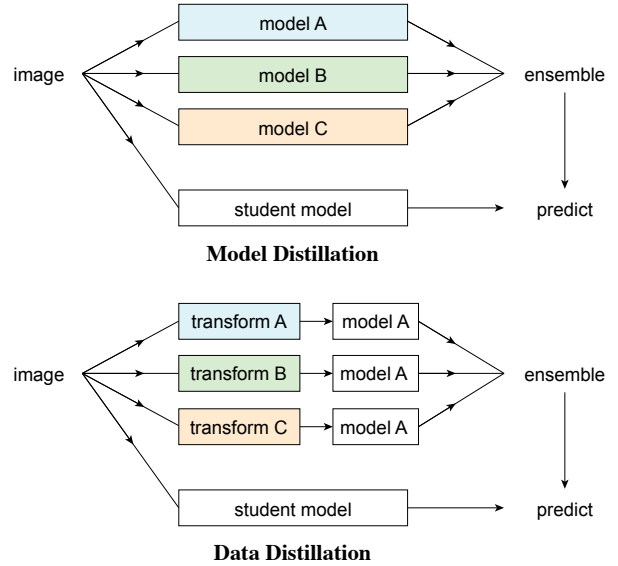 model A
image
model B
ensemble
model C
student model
predict
Model Distillation
transform A
model A
image
transform B
model A
ensemble
transform C
model A
student model
predict
Data Distillation